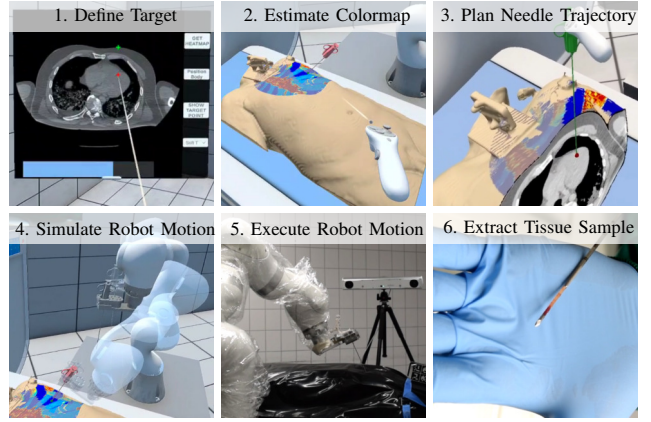 1. Define Target
2. Estimate Colormap
3. Plan Needle Trajectory
GET
HEATMAP
Positive
Body
SHOW
TARGET
POINT
4. Simulate Robot Motion
5. Execute Robot Motion
6. Extract Tissue Sample